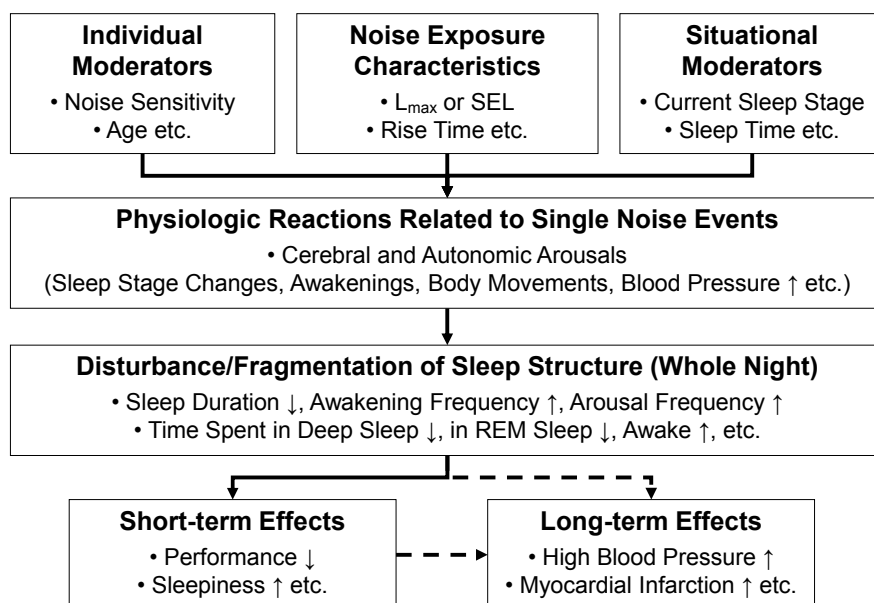 Individual
Moderators
• Noise Sensitivity
• Age etc.
Noise Exposure
Characteristics
• Lmax or SEL
• Rise Time etc.
Situational
Moderators
• Current Sleep Stage
• Sleep Time etc.
Physiologic Reactions Related to Single Noise Events
• Cerebral and Autonomic Arousals
(Sleep Stage Changes, Awakenings, Body Movements, Blood Pressure ↑ etc.)
Disturbance/Fragmentation of Sleep Structure (Whole Night)
• Sleep Duration ↓, Awakening Frequency ↑, Arousal Frequency ↑
• Time Spent in Deep Sleep ↓, in REM Sleep ↓, Awake ↑, etc.
Short-term Effects
• Performance ↓
• Sleepiness ↑ etc.
Long-term Effects
• High Blood Pressure ↑
• Myocardial Infarction ↑ etc.